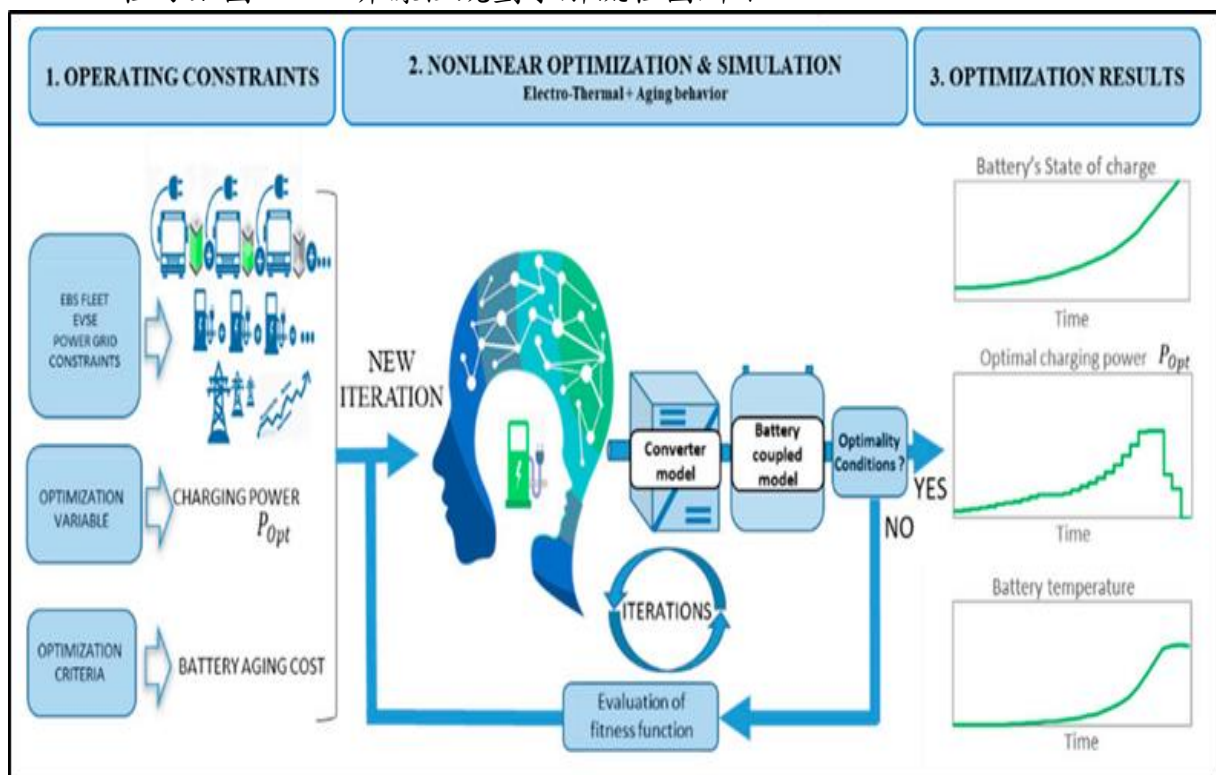 1. OPERATING CONSTRAINTS
2. NONLINEAR OPTIMIZATION & SIMULATION
Electro-Thermal + Aging behavior
3. OPTIMIZATION RESULTS
EBS FLEET
EVSE
POWER GRID
CONSTRAINTS
OPTIMIZATION
VARIABLE
CHARGING POWER
P_Opt
OPTIMIZATION
CRITERIA
BATTERY AGING COST
NEW
ITERATION
Converter
model
Battery
coupled
model
Optimality
Conditions ?
YES
NO
ITERATIONS
Evaluation of
fitness function
Battery's State of charge
Time
Optimal charging power P_Opt
Time
Battery temperature
Time